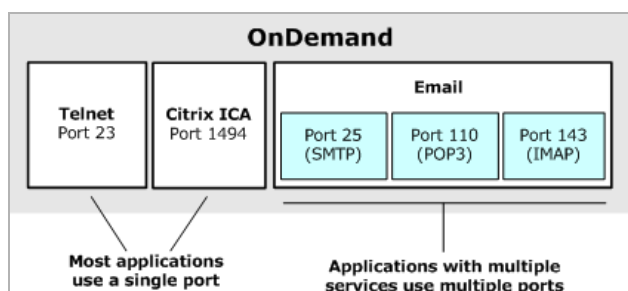 OnDemand
Telnet
Port 23
Citrix ICA
Port 1494
Email
Port 25
(SMTP)
Port 110
(POP3)
Port 143
(IMAP)
Most applications
use a single port
Applications with multiple
services use multiple ports